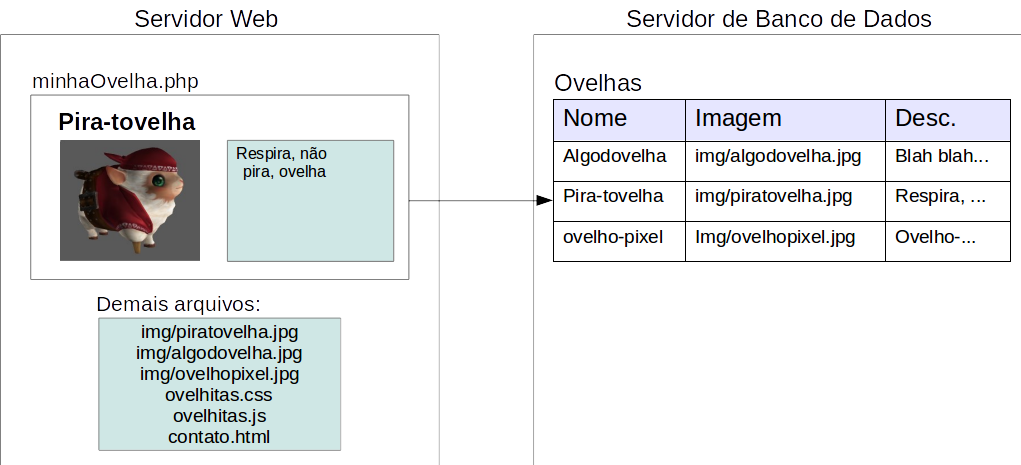 Servidor Web
minhaOvelha.php
Pira-tovelha
Respira, não
pira, ovelha
Demais arquivos:
img/piratovelha.jpg
img/algodovelha.jpg
img/ovelhopixel.jpg
ovelhitas.css
ovelhitas.js
contato.html
Servidor de Banco de Dados
Ovelhas
Nome Imagem Desc.
Algodovelha img/algodovelha.jpg Blah blah...
Pira-tovelha img/piratovelha.jpg Respira, ...
ovelho-pixel Img/ovelhopixel.jpg Ovelho-...